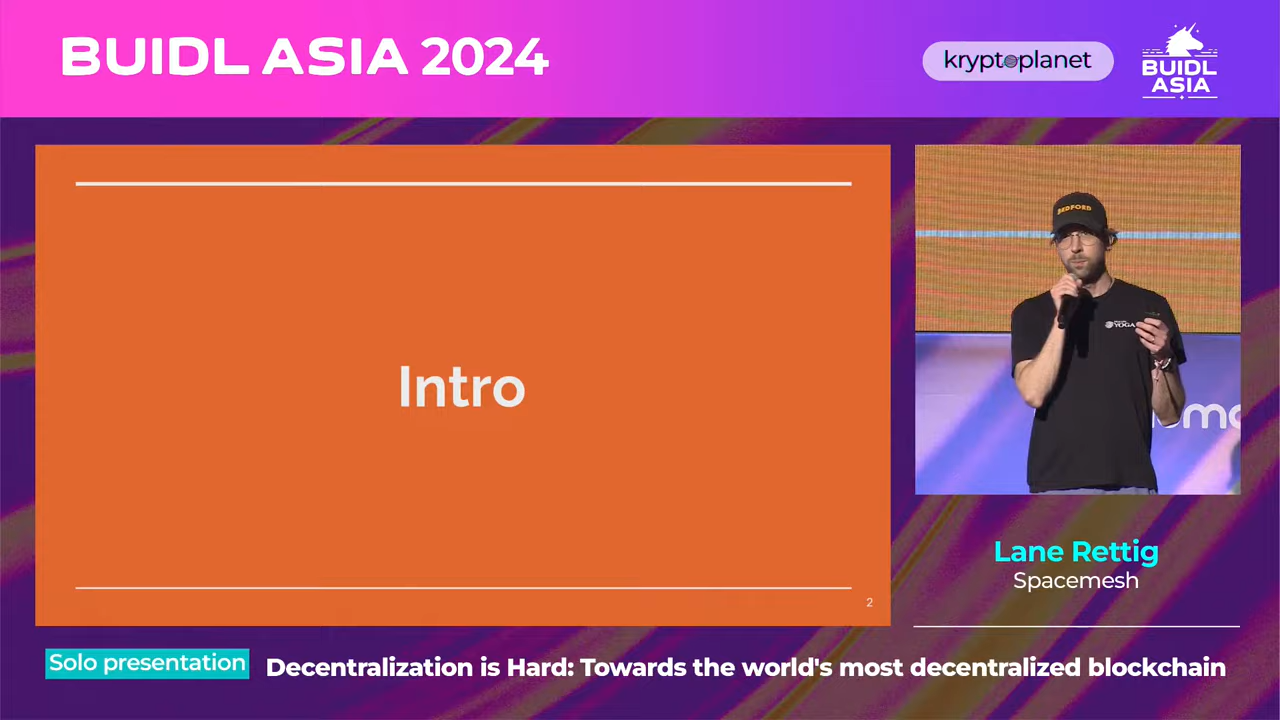 BUIDL ASIA 2024
kryptoplanet
BUIDL
ASIA
Intro
2
BEDFORD
YOGA
Lane Rettig
Spacemesh
Solo presentation
Decentralization is Hard: Towards the world's most decentralized blockchain